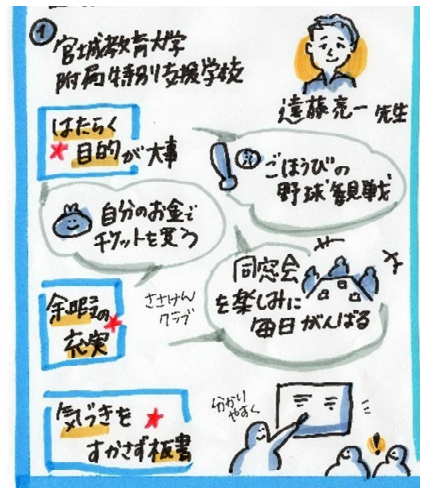 ①
宮城教育大学
附属特別支援学校
遠藤亮一先生
はたらく
目的が大事
ごほうびの
野球観戦
自分のお金で
チケットを買う
同窓会
を楽しみに
毎日がんばる
余暇の
充実
ささけん
クラブ
気づきを
すかさず板書
分かり
やすく